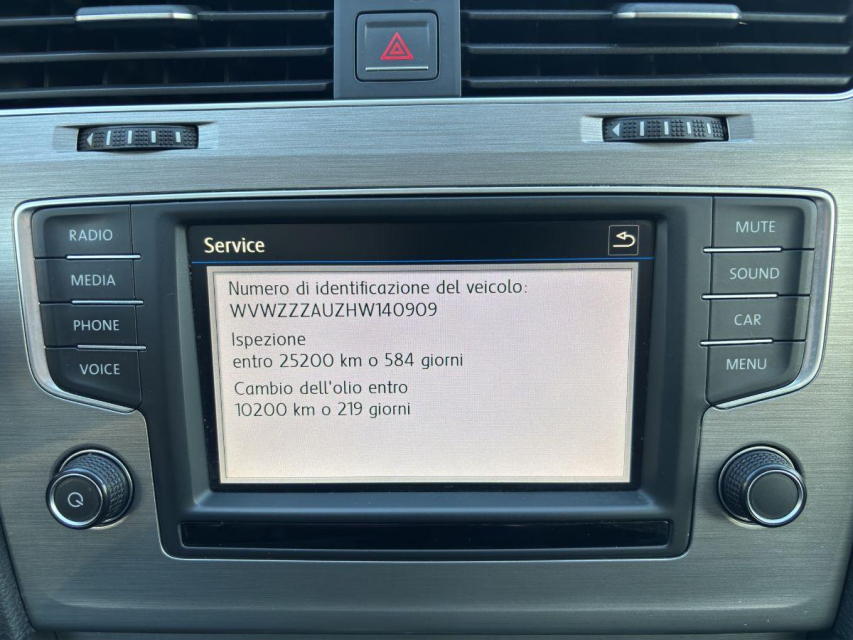 RADIO
MEDIA
PHONE
VOICE
Service
Numero di identificazione del veicolo:
WVWZZZAUZHW140909
Ispezione
entro 25200 km o 584 giorni
Cambio dell'olio entro
10200 km o 219 giorni
MUTE
SOUND
CAR
MENU